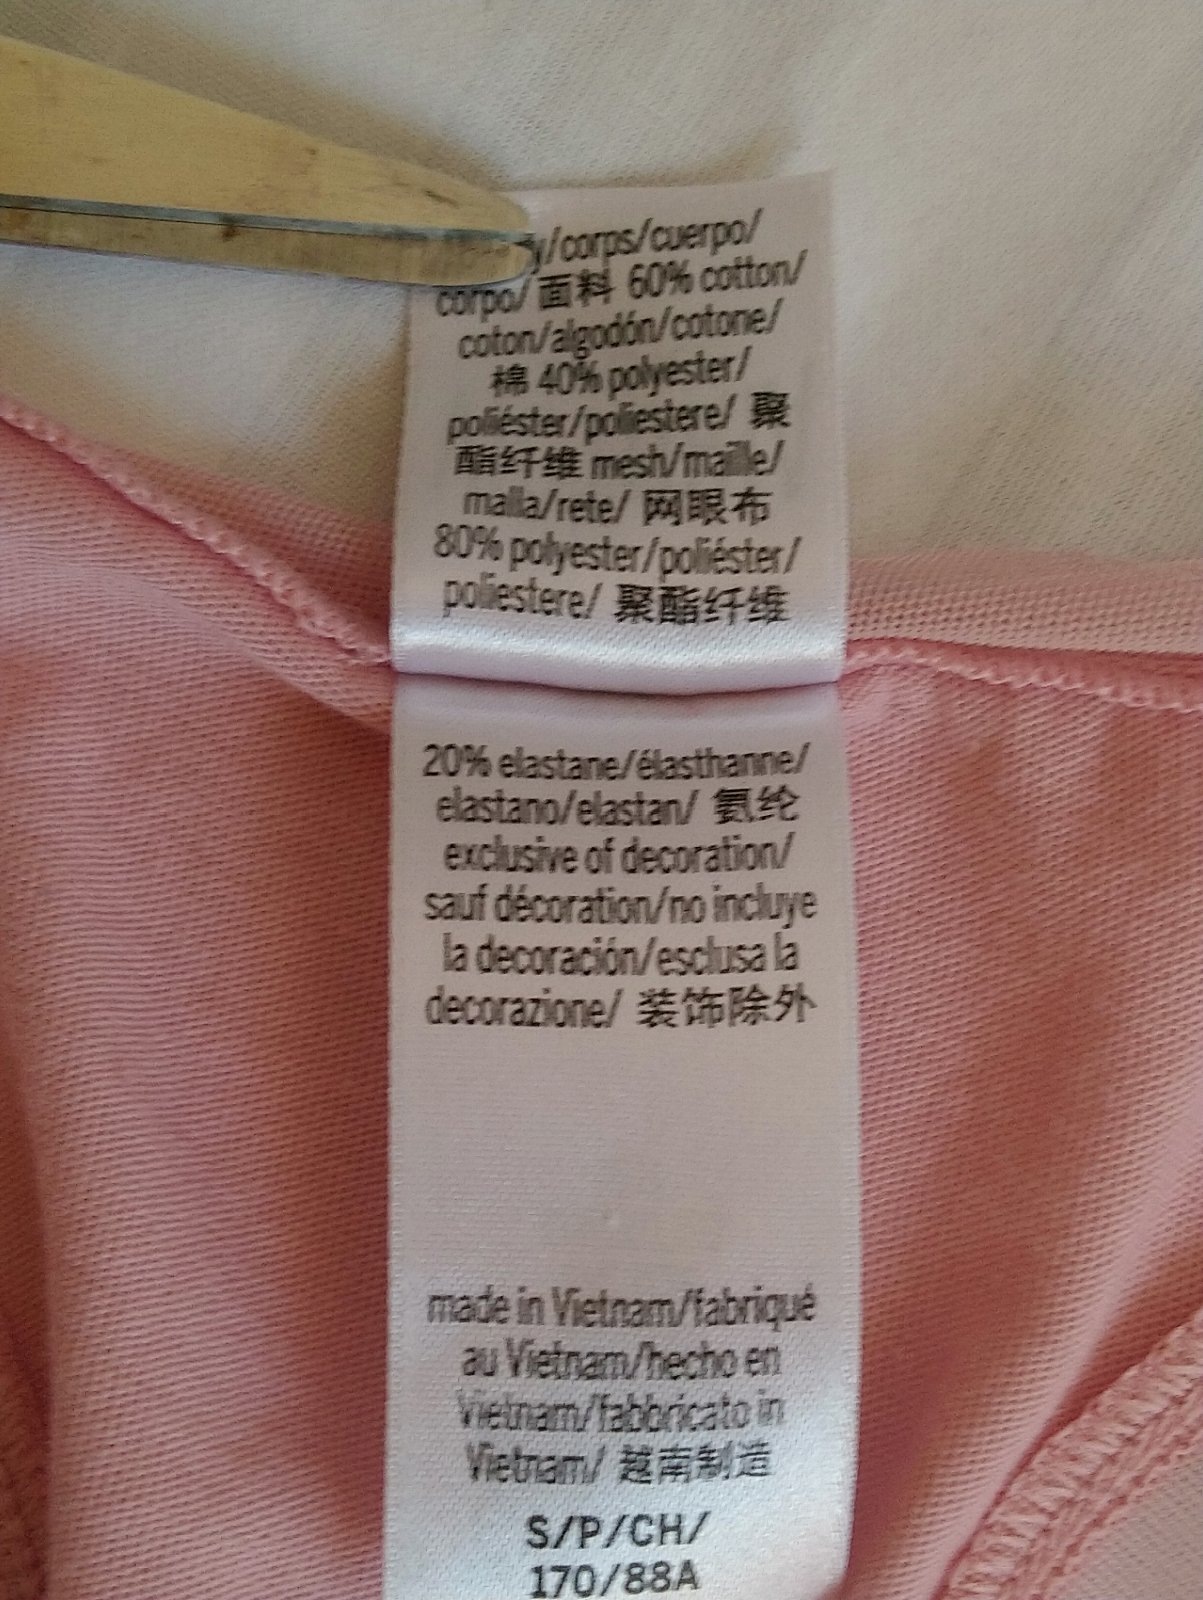 /corps/cuerpo/
corpo/ 面料 60% cotton/
coton/algodón/cotone/
棉 40% polyester/
poliéster/poliestere/ 聚
酯纤维 mesh/maille/
malla/rete/ 网眼布
80% polyester/poliéster/
poliestere/ 聚酯纤维
20% elastane/élasthanne/
elastano/elastan/ 氨纶
exclusive of decoration/
sauf décoration/no incluye
la decoración/esclusa la
decorazione/ 装饰除外
made in Vietnam/fabriqué
au Vietnam/hecho en
Vietnam/fabbricato in
Vietnam/ 越南制造
S/P/CH/
170/88A